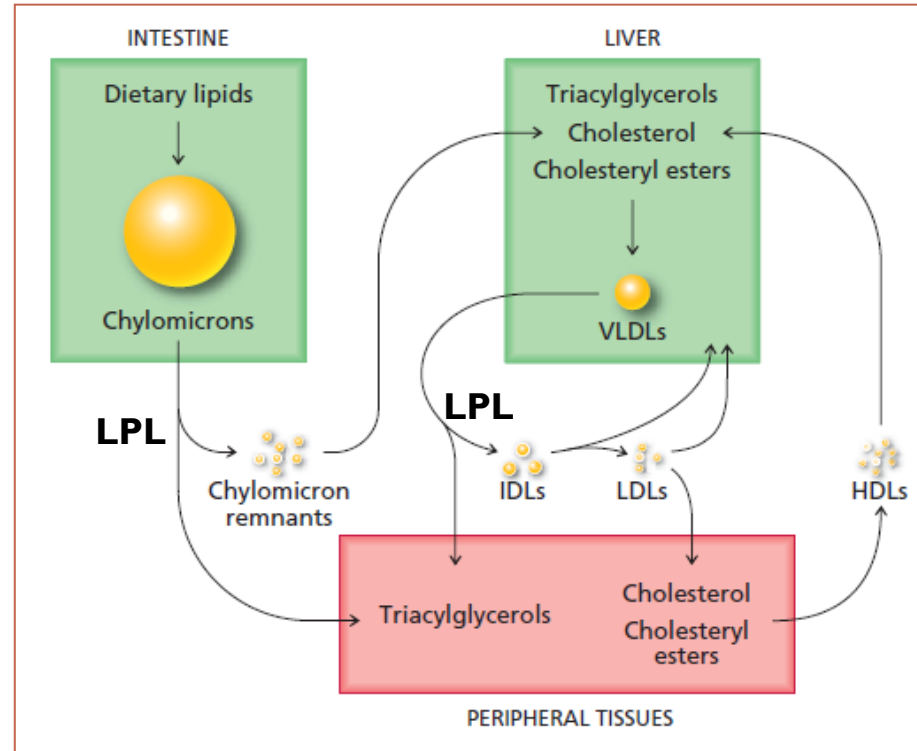 INTESTINE
Dietary lipids
Chylomicrons
LIVER
Triacylglycerols
Cholesterol
Cholesteryl esters
VLDLs
LPL
Chylomicron
remnants
LPL
IDLs
LDLs
HDLs
Triacylglycerols
Cholesterol
Cholesteryl
esters
PERIPHERAL TISSUES